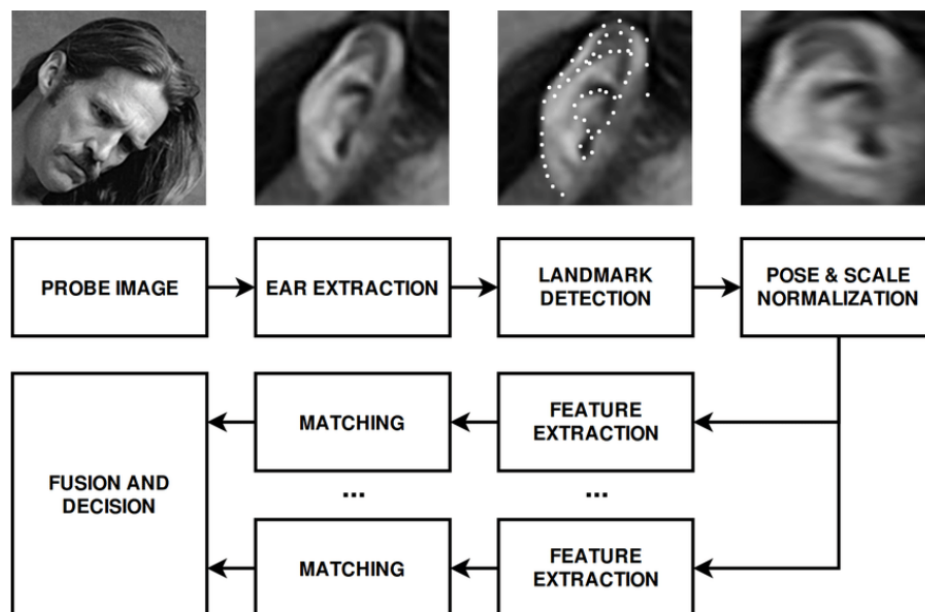 PROBE IMAGE
EAR EXTRACTION
LANDMARK
DETECTION
POSE & SCALE
NORMALIZATION
FUSION AND
DECISION
MATCHING
FEATURE
EXTRACTION
...
...
MATCHING
FEATURE
EXTRACTION